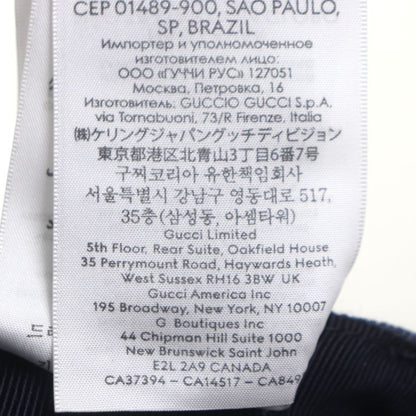 CEP 01489-900, SAO PAULO,
SP, BRAZIL
Импортер и уполномоченное
изготовителем лицо:
ООО «ГУЧЧИ РУС» 127051
Москва, Петровка, 16
Изготовитель: GUCCIO GUCCI S.p.A
via Tornabuoni, 73/R Firenze, Italy
㈱ケリングジャパングッチディビジョン
東京都港区北青山3丁目6番7号
구찌코리아 유한책임회사
서울특별시 강남구 영동대로 517,
35층 (삼성동, 아셈타워)
Gucci Limited
5th Floor, Rear Suite, Oakfield House
35 Perrymount Road, Haywards Heath,
West Sussex RH16 3BW UK
Gucci America Inc
195 Broadway, New York, NY 10007
G Boutiques Inc
44 Chipman Hill Suite 1000
New Brunswick Saint John
E2L 2A9 CANADA
CA37394 - CA14517 - CA849